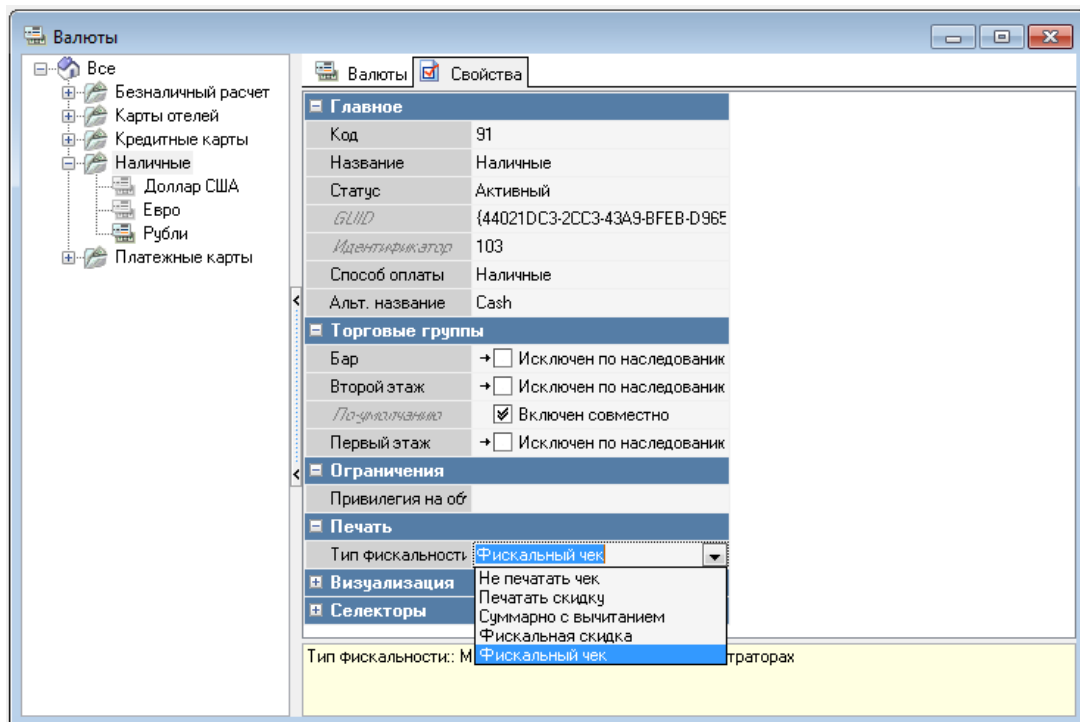 Валюты
Все
Безналичный расчет
Карты отелей
Кредитные карты
Наличные
Доллар США
Евро
Рубли
Платежные карты
Валюты Свойства
Главное
Код 91
Название Наличные
Статус Активный
GUID {44021DC3-2CC3-43A9-BFEB-D965
Идентификатор 103
Способ оплаты Наличные
Альт. название Cash
Торговые группы
Бар Исключен по наследованик
Второй этаж Исключен по наследованик
По-умолчанию Включен совместно
Первый этаж Исключен по наследованик
Ограничения
Привилегия на об
Печать
Тип фискальности Фискальный чек
Визуализация
Селекторы
Не печатать чек
Печатать скидку
Суммарно с вычитанием
Фискальная скидка
Фискальный чек
Тип фискальности:: М траторах